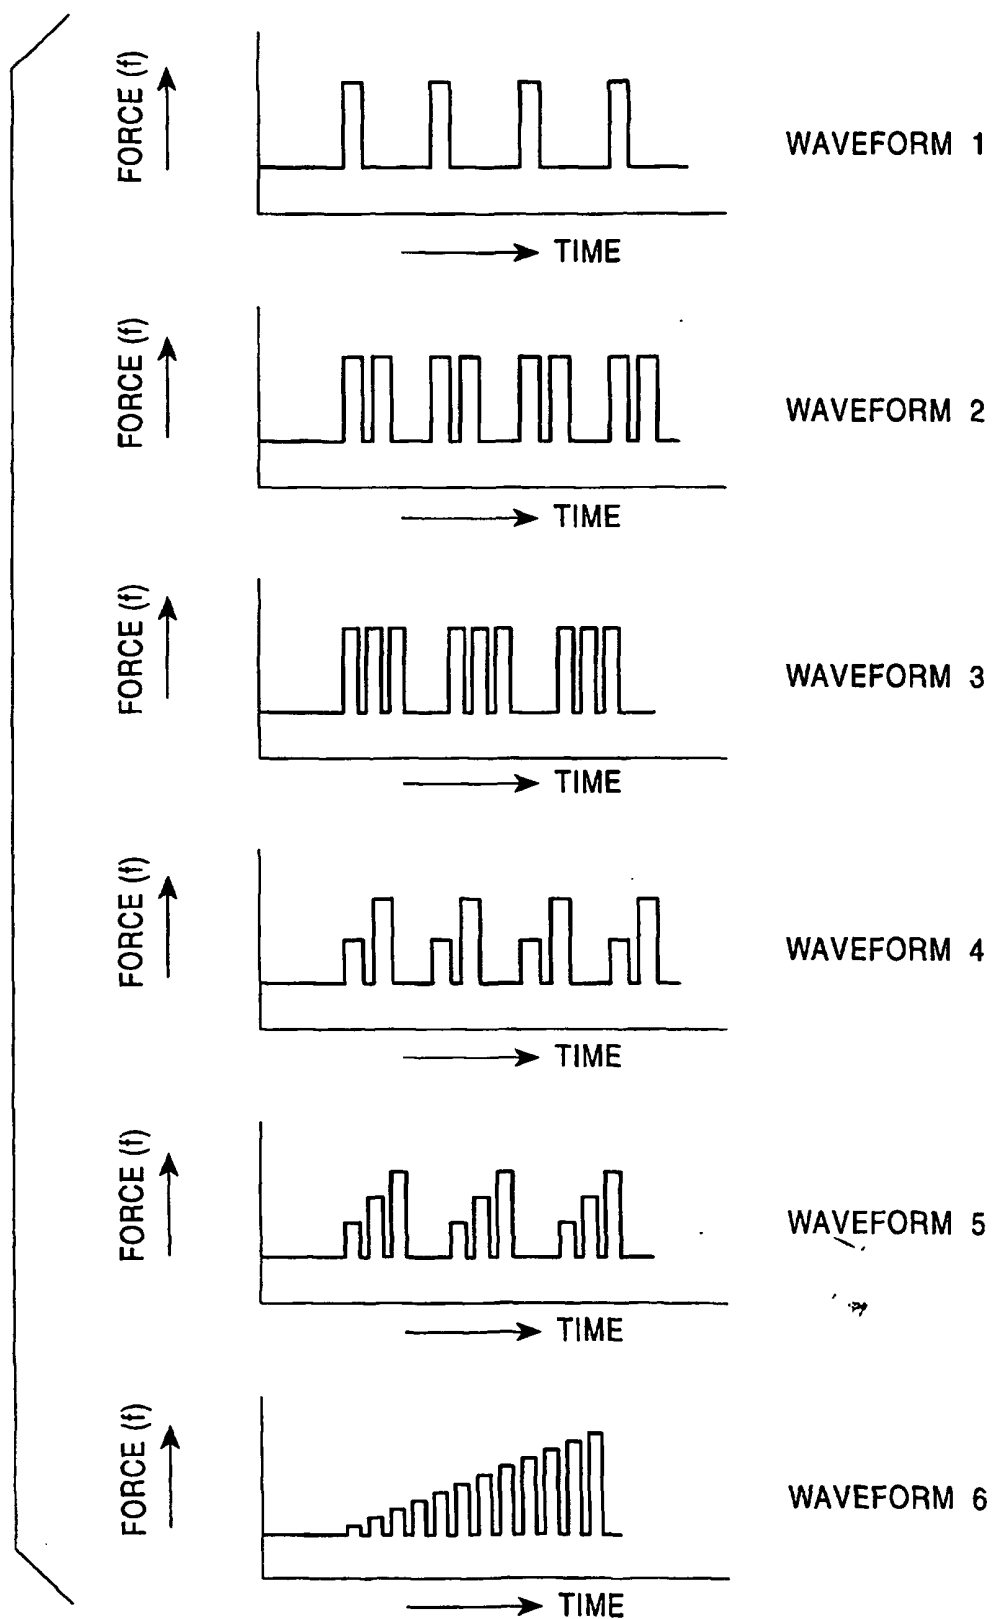 FORCE (f)
WAVEFORM 1
TIME
FORCE (f)
WAVEFORM 2
TIME
FORCE (f)
WAVEFORM 3
TIME
FORCE (f)
WAVEFORM 4
TIME
FORCE (f)
WAVEFORM 5
TIME
FORCE (f)
WAVEFORM 6
TIME